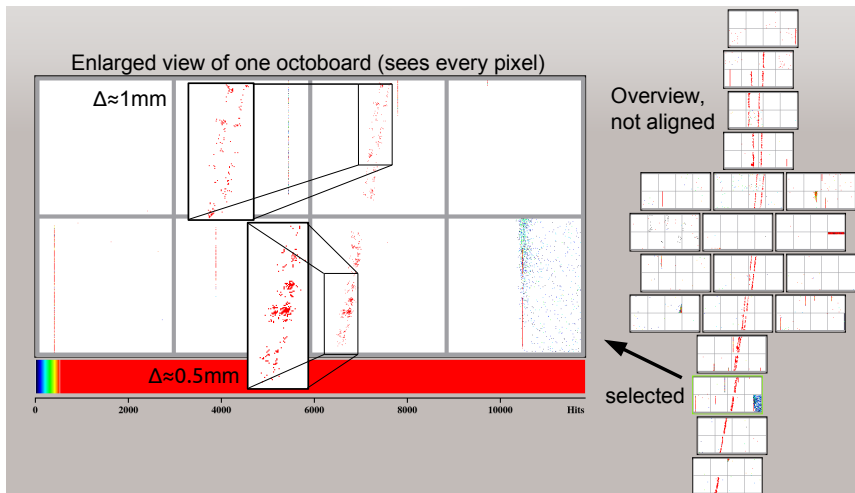 Enlarged view of one octoboard (sees every pixel)
Δ≈1mm
Overview,
not aligned
Δ≈0.5mm
selected
0 2000 4000 6000 8000 10000 Hits